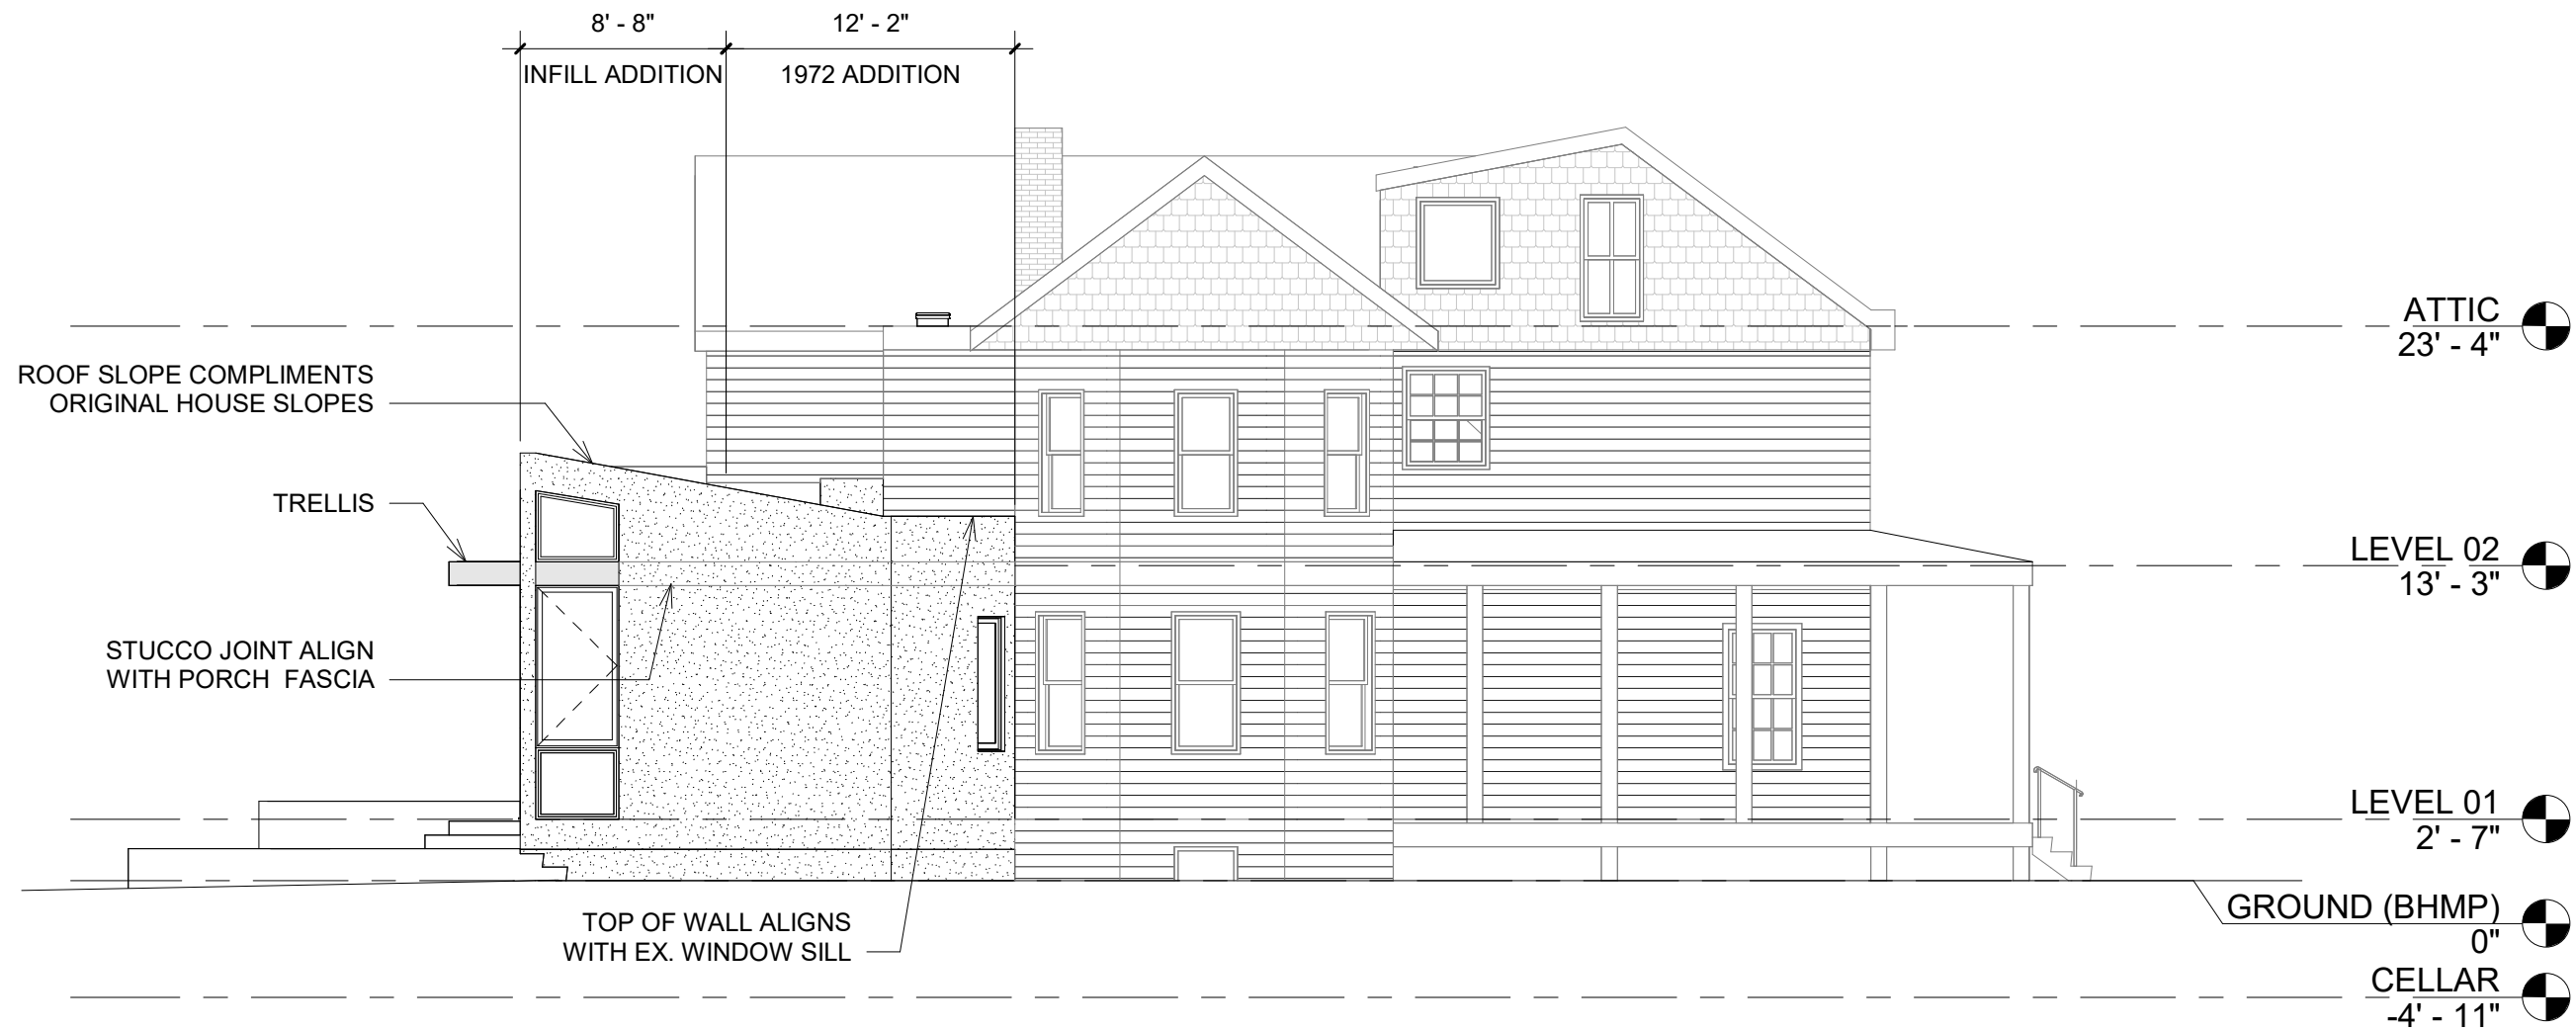 8' - 8"
12' - 2"
INFILL ADDITION
1972 ADDITION
ATTIC
23' - 4"
ROOF SLOPE COMPLIMENTS
ORIGINAL HOUSE SLOPES
TRELLIS
LEVEL 02
13' - 3"
STUCCO JOINT ALIGN
WITH PORCH FASCIA
LEVEL 01
2' - 7"
TOP OF WALL ALIGNS
WITH EX. WINDOW SILL
GROUND (BHMP)
0"
CELLAR
-4' - 11"